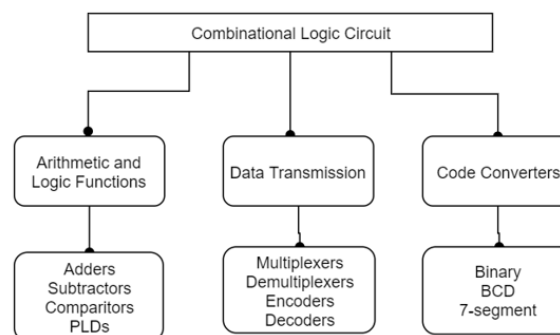 Combinational Logic Circuit
Arithmetic and
Logic Functions
Data Transmission
Code Converters
Adders
Subtractors
Comparitors
PLDs
Multiplexers
Demultiplexers
Encoders
Decoders
Binary
BCD
7-segment